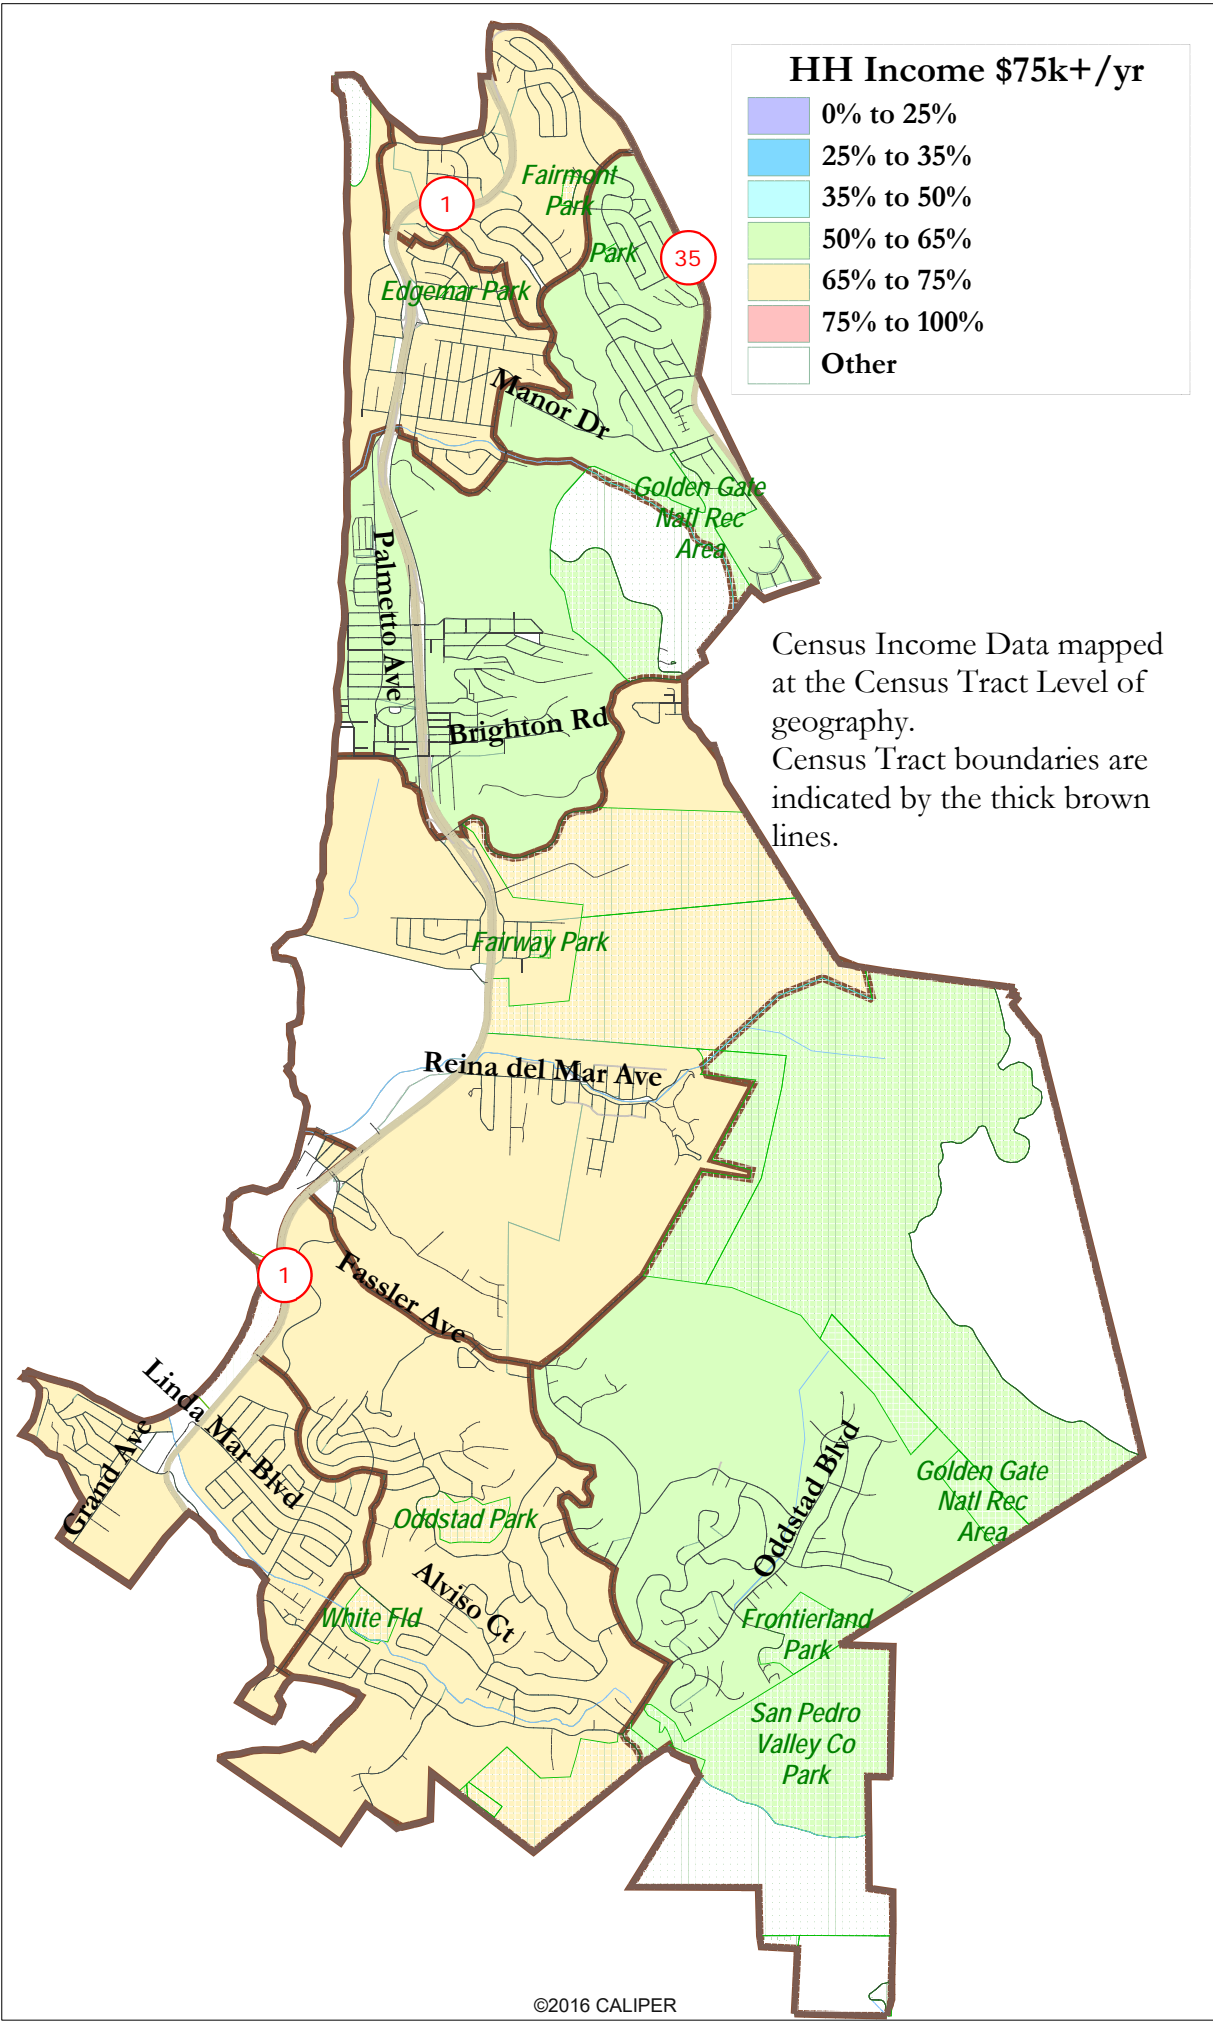 HH Income $75k+/yr
0% to 25%
25% to 35%
35% to 50%
50% to 65%
65% to 75%
75% to 100%
Other
Fairmont
Park
1
Park
35
Edgemar Park
Manor Dr
Golden Gate
Natl Rec
Area
Palmetto Ave
Census Income Data mapped
at the Census Tract Level of
geography.
Census Tract boundaries are
indicated by the thick brown
lines.
Brighton Rd
Fairway Park
Reina del Mar Ave
1
Fassler Ave
Linda Mar Blvd
Grand Ave
Oddstad Blvd
Golden Gate
Natl Rec
Area
Oddstad Park
Alviso Ct
White Fld
Frontierland
Park
San Pedro
Valley Co
Park
©2016 CALIPER